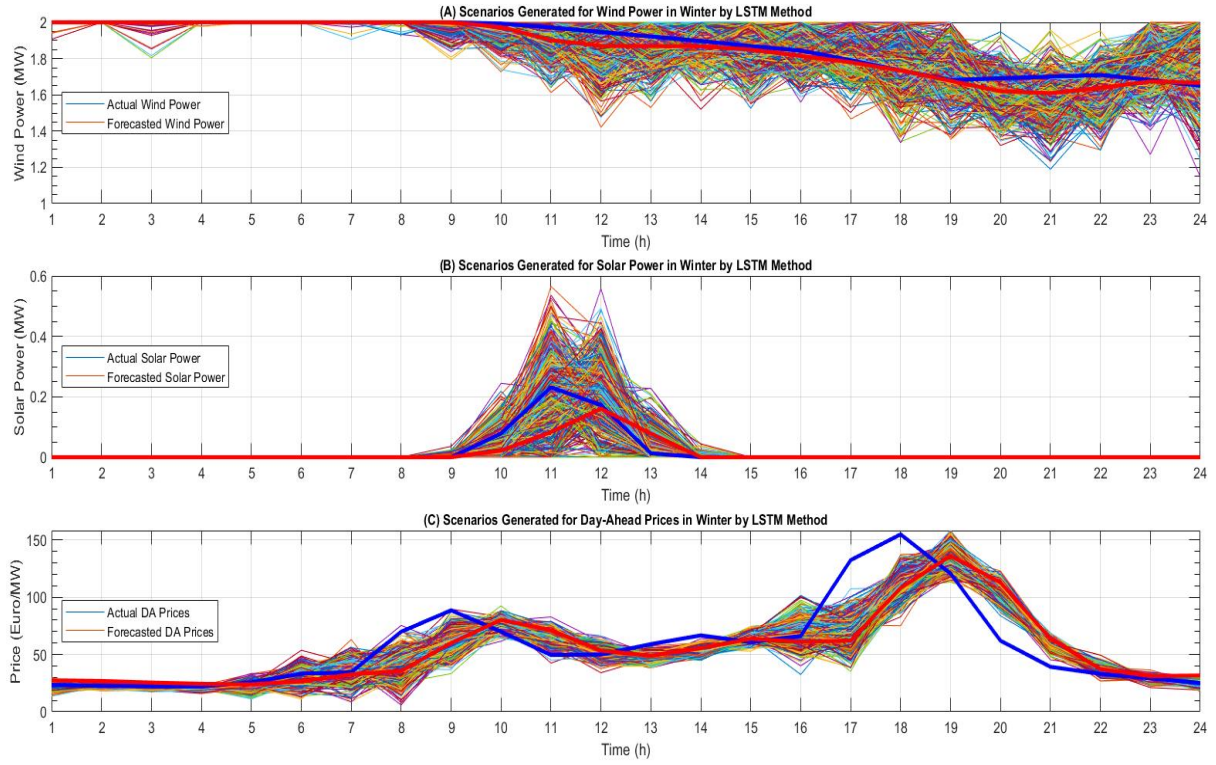 (A) Scenarios Generated for Wind Power in Winter by LSTM Method
Wind Power (MW)
2
1.8
1.6
1.4
1.2
1
Actual Wind Power
Forecasted Wind Power
1 2 3 4 5 6 7 8 9 10 11 12 13 14 15 16 17 18 19 20 21 22 23 24
Time (h)
(B) Scenarios Generated for Solar Power in Winter by LSTM Method
Solar Power (MW)
0.6
0.4
0.2
0
Actual Solar Power
Forecasted Solar Power
1 2 3 4 5 6 7 8 9 10 11 12 13 14 15 16 17 18 19 20 21 22 23 24
Time (h)
(C) Scenarios Generated for Day-Ahead Prices in Winter by LSTM Method
Price (Euro/MW)
150
100
50
0
Actual DA Prices
Forecasted DA Prices
1 2 3 4 5 6 7 8 9 10 11 12 13 14 15 16 17 18 19 20 21 22 23 24
Time (h)